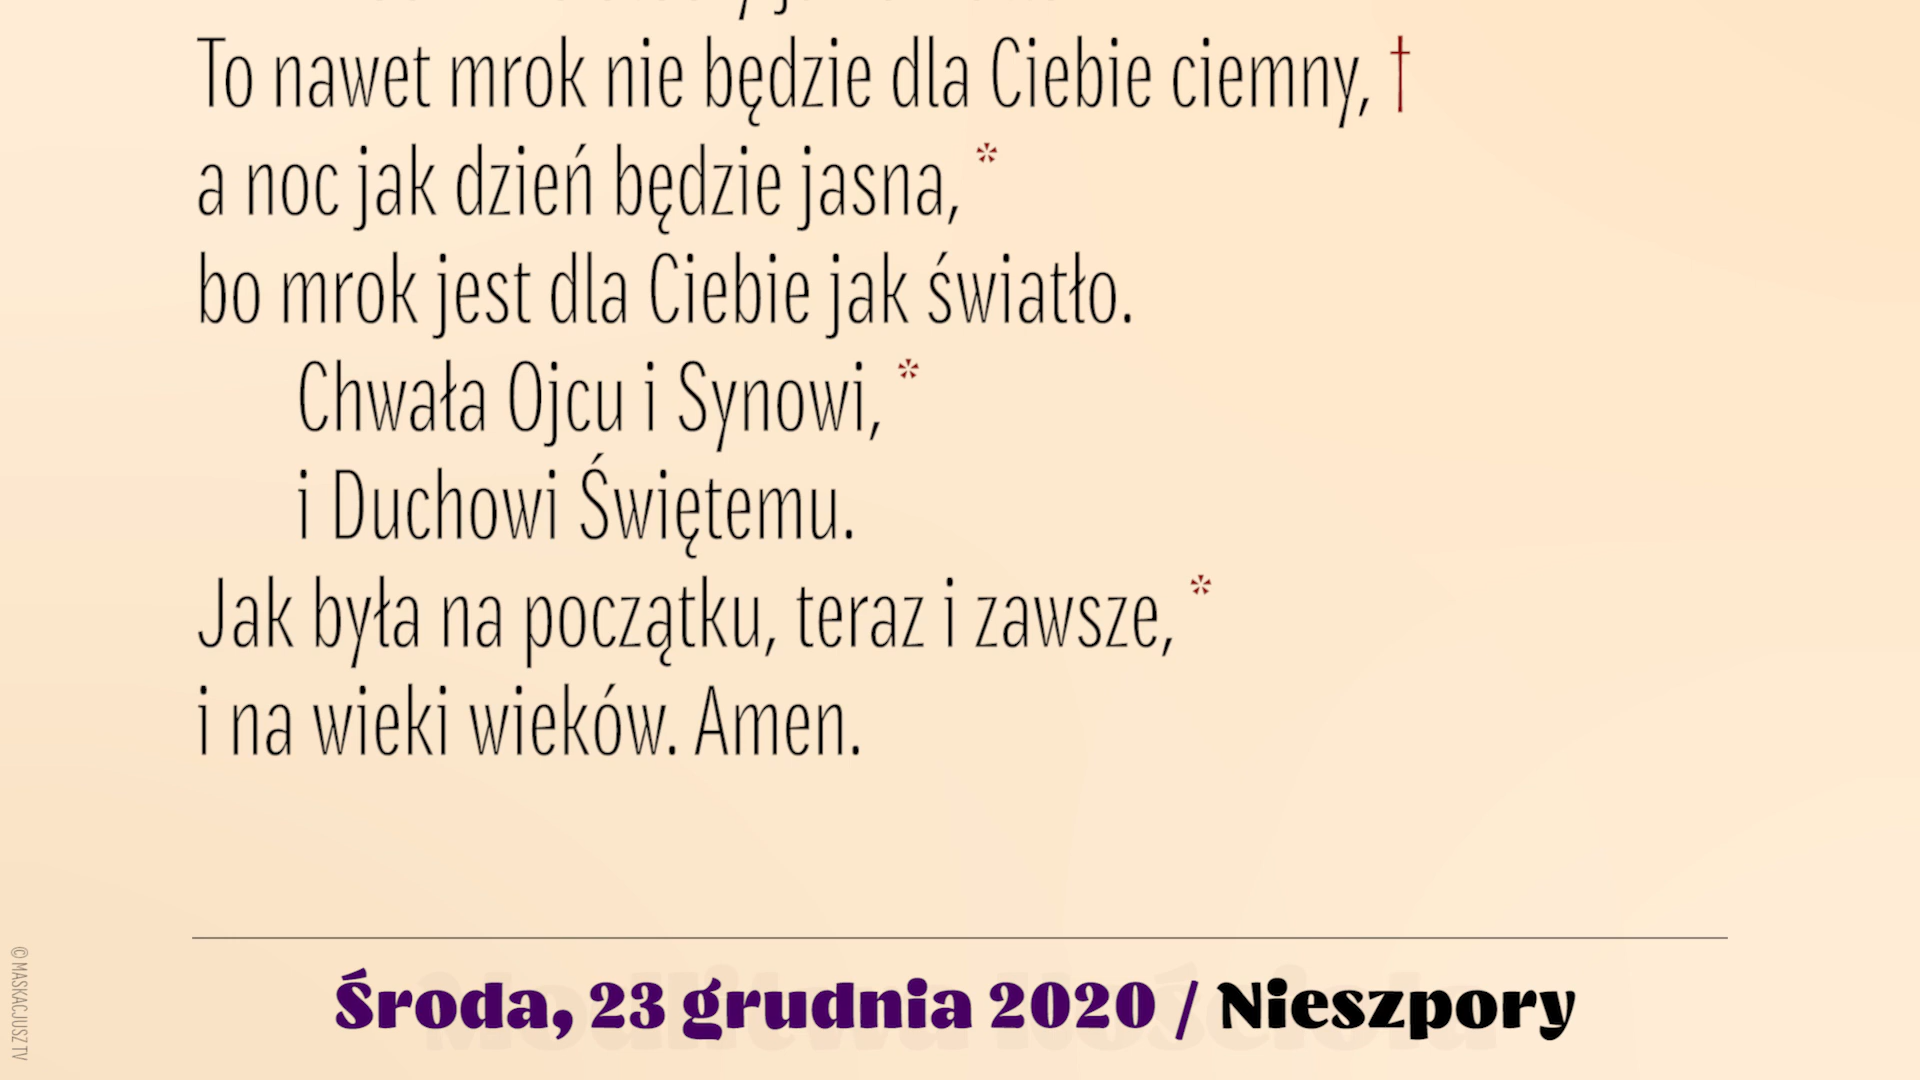 To nawet mrok nie będzie dla Ciebie ciemny, †
a noc jak dzień będzie jasna, *
bo mrok jest dla Ciebie jak światło.
Chwała Ojcu i Synowi, *
i Duchowi Świętemu.
Jak była na początku, teraz i zawsze, *
i na wieki wieków. Amen.
Środa, 23 grudnia 2020 / Nieszpory
© MASKACJUSZ TV